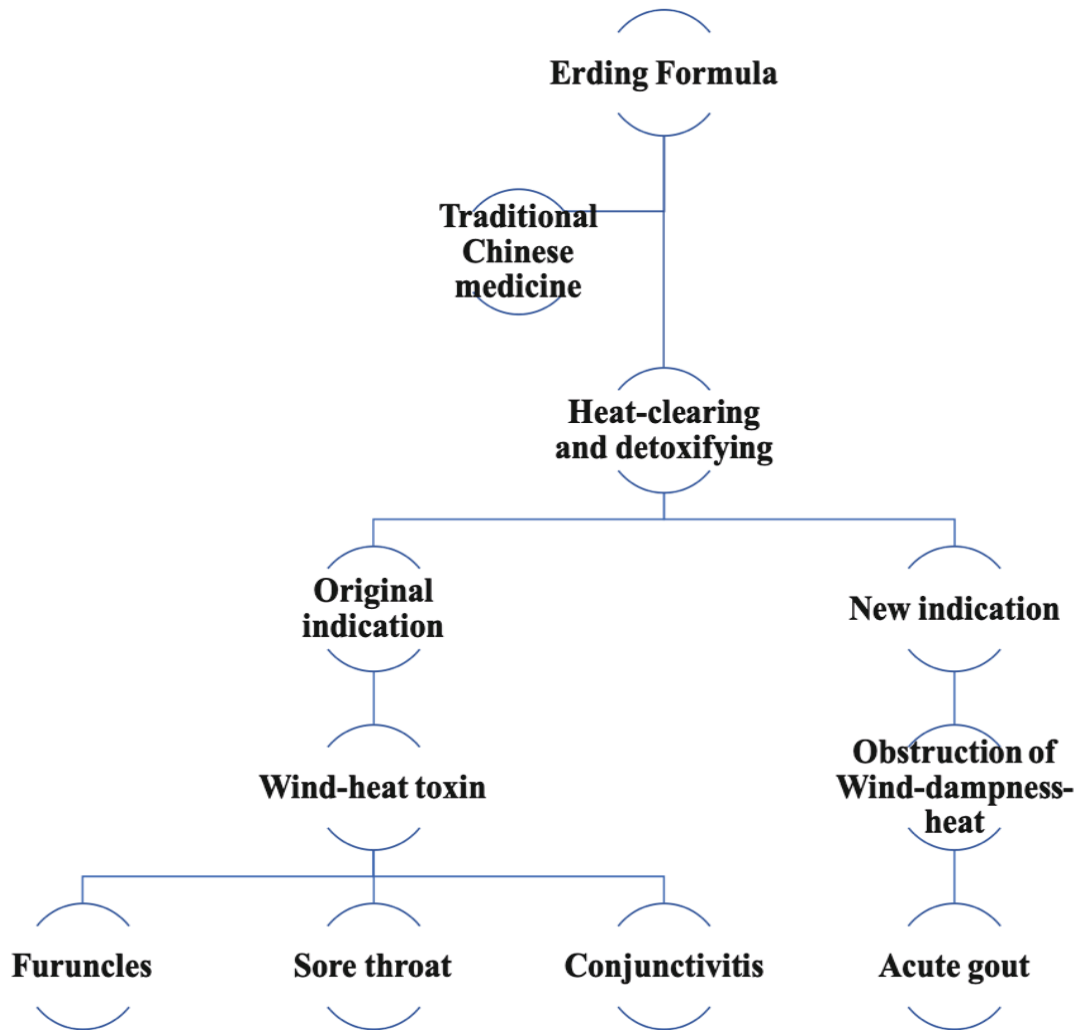 Erding Formula
Traditional
Chinese
medicine
Heat-clearing
and detoxifying
Original
indication
New indication
Wind-heat toxin
Obstruction of
Wind-dampness-
heat
Furuncles
Sore throat
Conjunctivitis
Acute gout